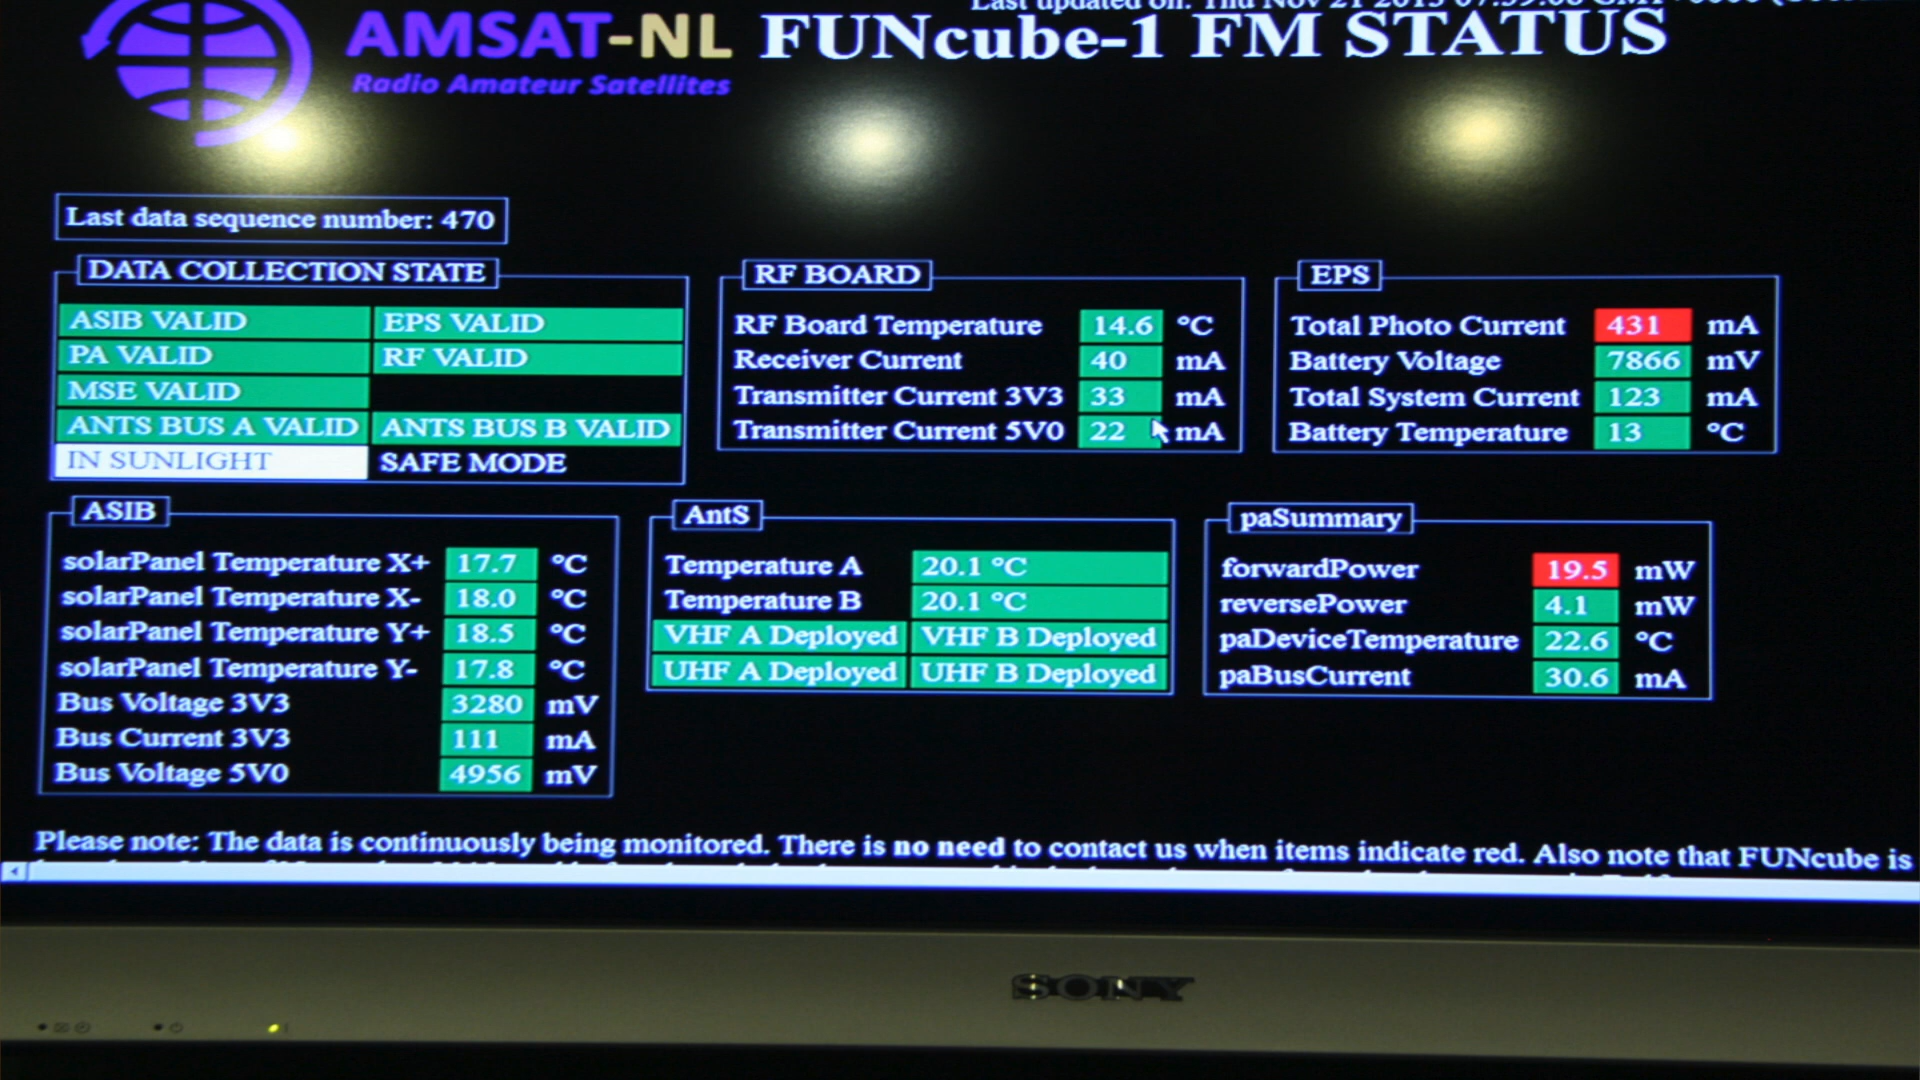 Last updated on: Thu Nov 21 2013
AMSAT-NL
Radio Amateur Satellites
FUNcube-1 FM STATUS
Last data sequence number: 470
DATA COLLECTION STATE
ASIB VALID EPS VALID
PA VALID RF VALID
MSE VALID
ANTS BUS A VALID ANTS BUS B VALID
IN SUNLIGHT SAFE MODE
RF BOARD
RF Board Temperature 14.6 °C
Receiver Current 40 mA
Transmitter Current 3V3 33 mA
Transmitter Current 5V0 22 mA
EPS
Total Photo Current 431 mA
Battery Voltage 7866 mV
Total System Current 123 mA
Battery Temperature 13 °C
ASIB
solarPanel Temperature X+ 17.7 °C
solarPanel Temperature X- 18.0 °C
solarPanel Temperature Y+ 18.5 °C
solarPanel Temperature Y- 17.8 °C
Bus Voltage 3V3 3280 mV
Bus Current 3V3 111 mA
Bus Voltage 5V0 4956 mV
AntS
Temperature A 20.1 °C
Temperature B 20.1 °C
VHF A Deployed VHF B Deployed
UHF A Deployed UHF B Deployed
paSummary
forwardPower 19.5 mW
reversePower 4.1 mW
paDeviceTemperature 22.6 °C
paBusCurrent 30.6 mA
Please note: The data is continuously being monitored. There is no need to contact us when items indicate red. Also note that FUNcube is
SONY